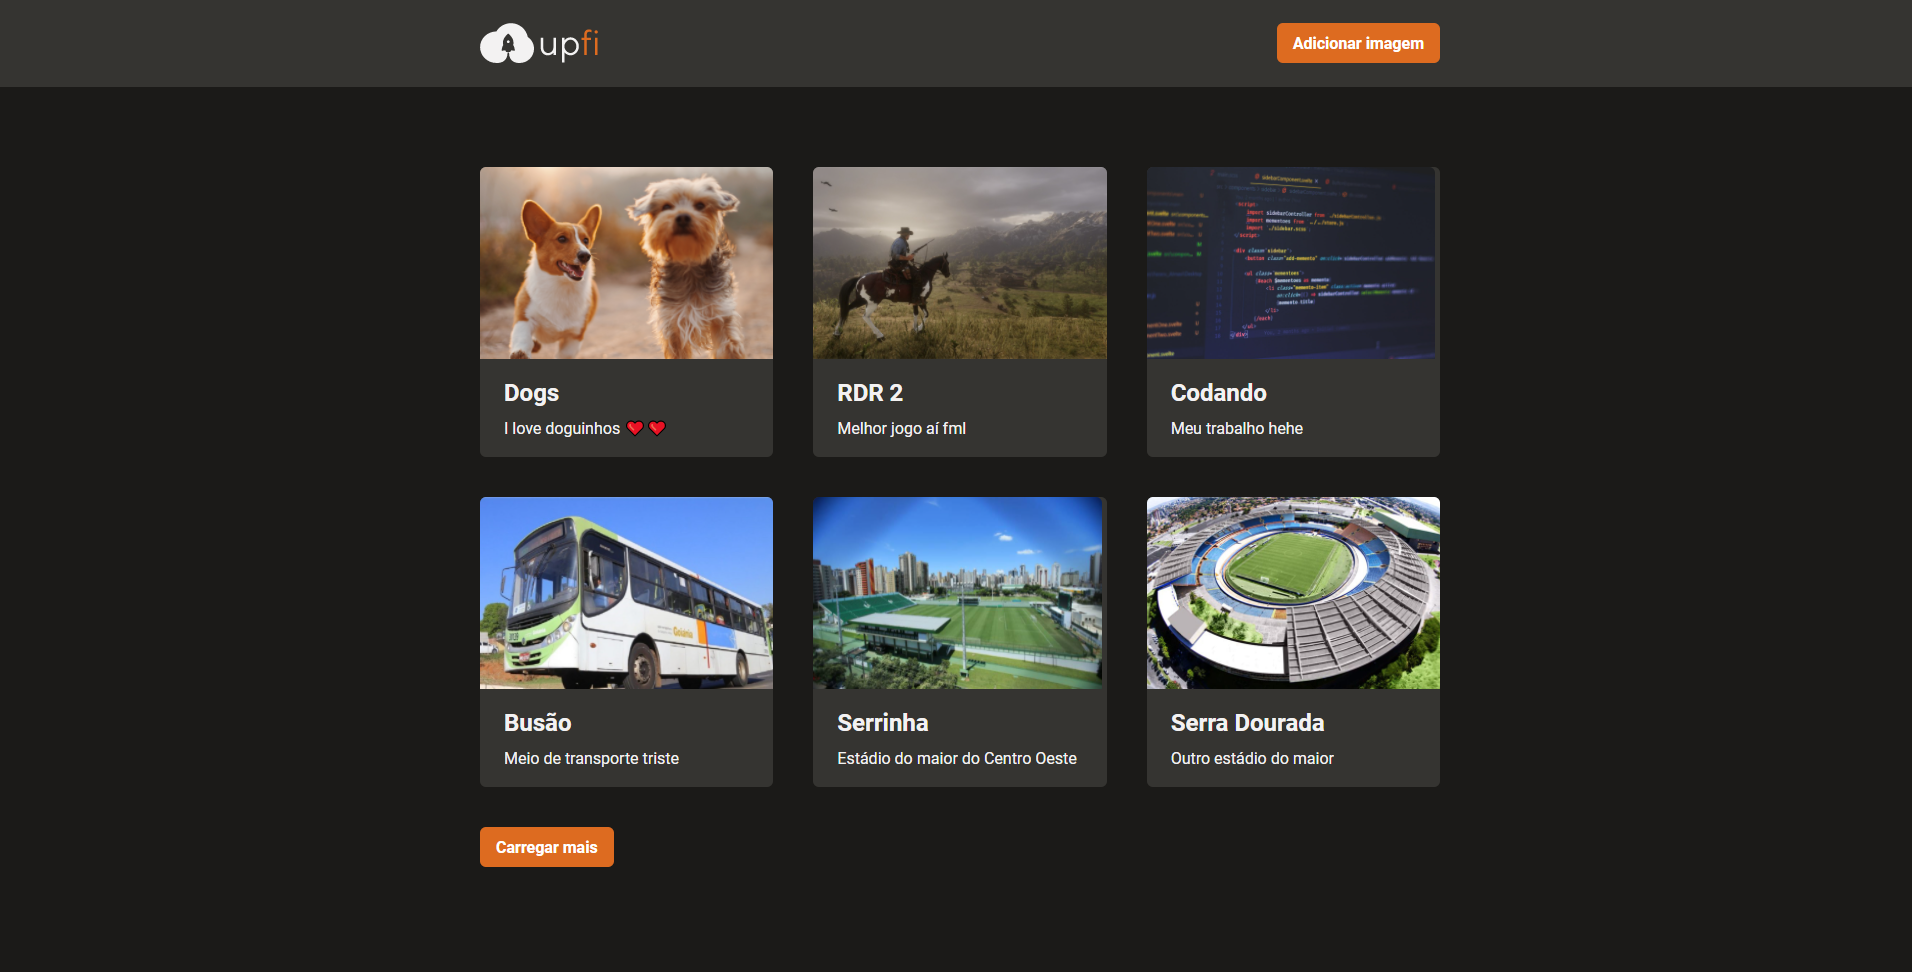 upfi
Adicionar imagem
Dogs
I love doguinhos ❤️❤️
RDR 2
Melhor jogo aí fml
Codando
Meu trabalho hehe
Goiânia
Busão
Meio de transporte triste
Serrinha
Estádio do maior do Centro Oeste
Serra Dourada
Outro estádio do maior
Carregar mais